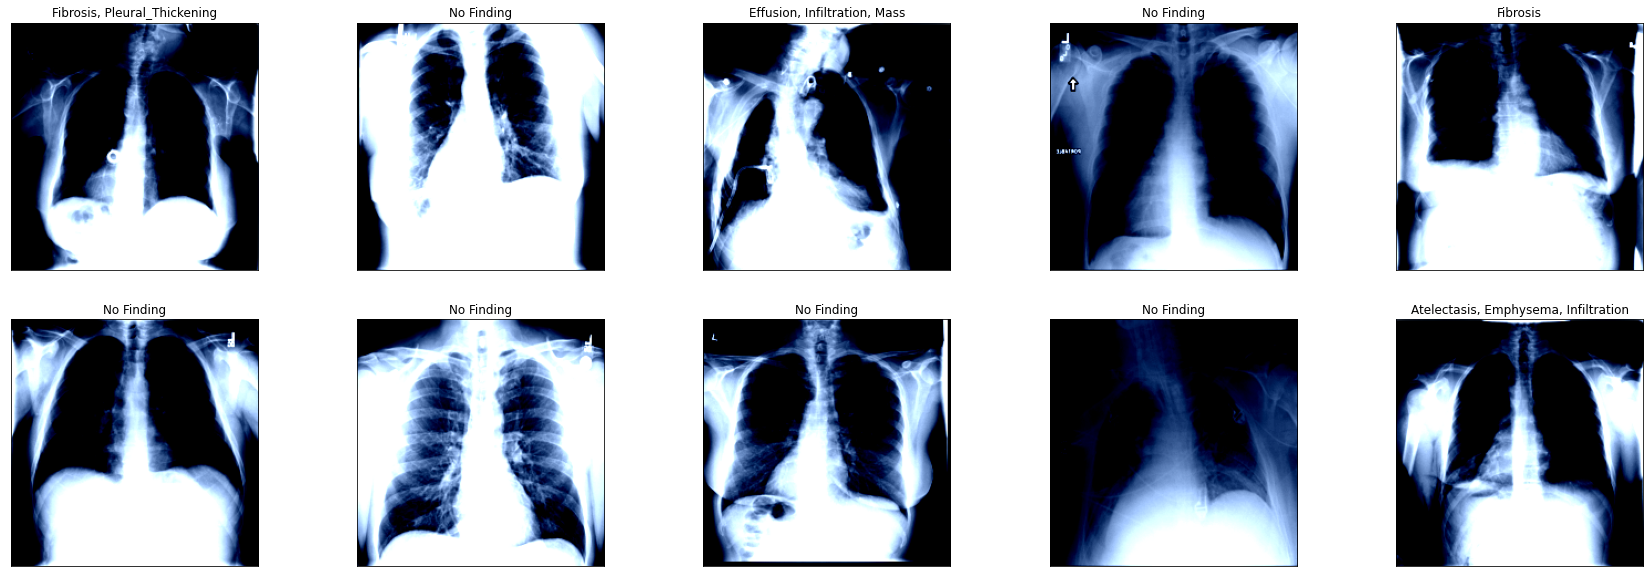 Fibrosis, Pleural_Thickening
No Finding
Effusion, Infiltration, Mass
No Finding
Fibrosis
No Finding
No Finding
No Finding
No Finding
Atelectasis, Emphysema, Infiltration